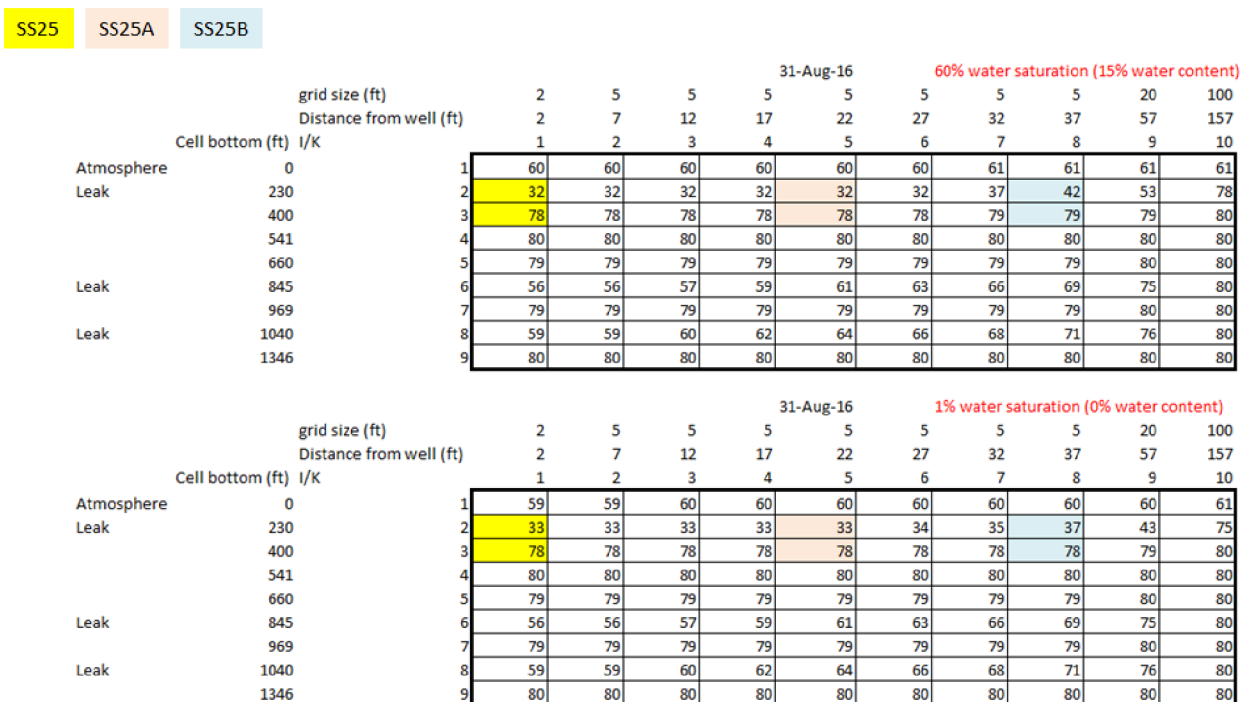 SS25 SS25A SS25B
31-Aug-16 60% water saturation (15% water content)
grid size (ft) 2 5 5 5 5 5 5 5 20 100
Distance from well (ft) 2 7 12 17 22 27 32 37 57 157
Cell bottom (ft) I/K 1 2 3 4 5 6 7 8 9 10
Atmosphere 0 1 60 60 60 60 60 60 61 61 61 61
Leak 230 2 32 32 32 32 32 32 37 42 53 78
400 3 78 78 78 78 78 78 79 79 79 80
541 4 80 80 80 80 80 80 80 80 80 80
660 5 79 79 79 79 79 79 79 79 80 80
Leak 845 6 56 56 57 59 61 63 66 69 75 80
969 7 79 79 79 79 79 79 79 79 80 80
Leak 1040 8 59 59 60 62 64 66 68 71 76 80
1346 9 80 80 80 80 80 80 80 80 80 80
31-Aug-16 1% water saturation (0% water content)
grid size (ft) 2 5 5 5 5 5 5 5 20 100
Distance from well (ft) 2 7 12 17 22 27 32 37 57 157
Cell bottom (ft) I/K 1 2 3 4 5 6 7 8 9 10
Atmosphere 0 1 59 59 60 60 60 60 60 60 60 61
Leak 230 2 33 33 33 33 33 34 35 37 43 75
400 3 78 78 78 78 78 78 78 78 79 80
541 4 80 80 80 80 80 80 80 80 80 80
660 5 79 79 79 79 79 79 79 79 80 80
Leak 845 6 56 56 57 59 61 63 66 69 75 80
969 7 79 79 79 79 79 79 79 79 80 80
Leak 1040 8 59 59 60 62 64 66 68 71 76 80
1346 9 80 80 80 80 80 80 80 80 80 80